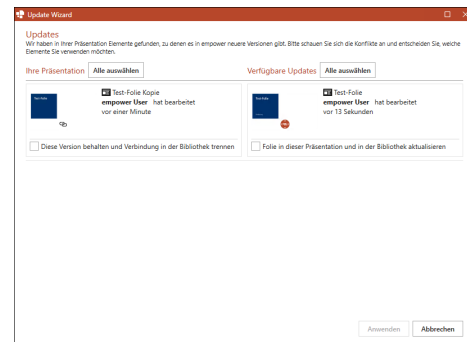 Update Wizard
Updates
Wir haben in Ihrer Präsentation Elemente gefunden, zu denen es in empower neuere Versionen gibt. Bitte schauen Sie sich die Konflikte an und entscheiden Sie, welche
Elemente Sie verwenden möchten.
Ihre Präsentation Alle auswählen
Verfügbare Updates Alle auswählen
Test-Folie
Test-Folie Kopie
empower User hat bearbeitet
vor einer Minute
Diese Version behalten und Verbindung in der Bibliothek trennen
Test-Folie
Test-Folie
empower User hat bearbeitet
vor 13 Sekunden
Folie in dieser Präsentation und in der Bibliothek aktualisieren
Anwenden Abbrechen